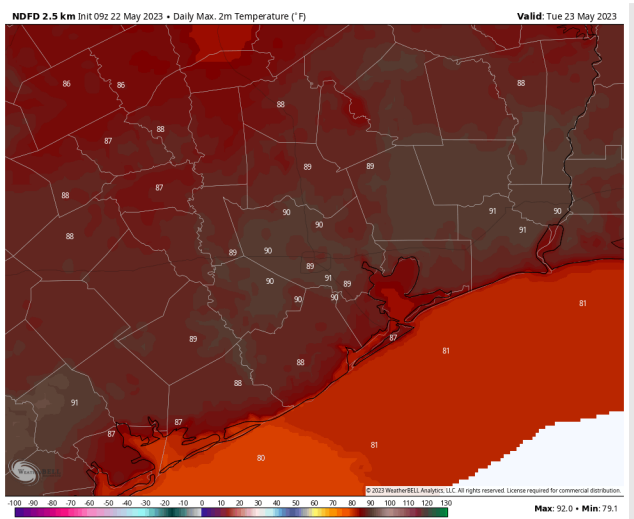 NDFD 2.5 km Init 09z 22 May 2023 • Daily Max. 2m Temperature (°F)
Valid: Tue 23 May 2023
86 86 88
88
87 88
89 89
88 87
90 90 91 90
88 91
89 90
89
90 91 89
90 90
81
89 87
81
88
88
91
87 87
80 81
WEATHERBELL
© 2023 WeatherBELL Analytics, LLC. All rights reserved. License required for commercial distribution.
-100 -90 -80 -70 -60 -50 -40 -30 -20 -10 0 10 20 30 40 50 60 70 80 90 100 110 120 130
Max: 92.0 • Min: 79.1